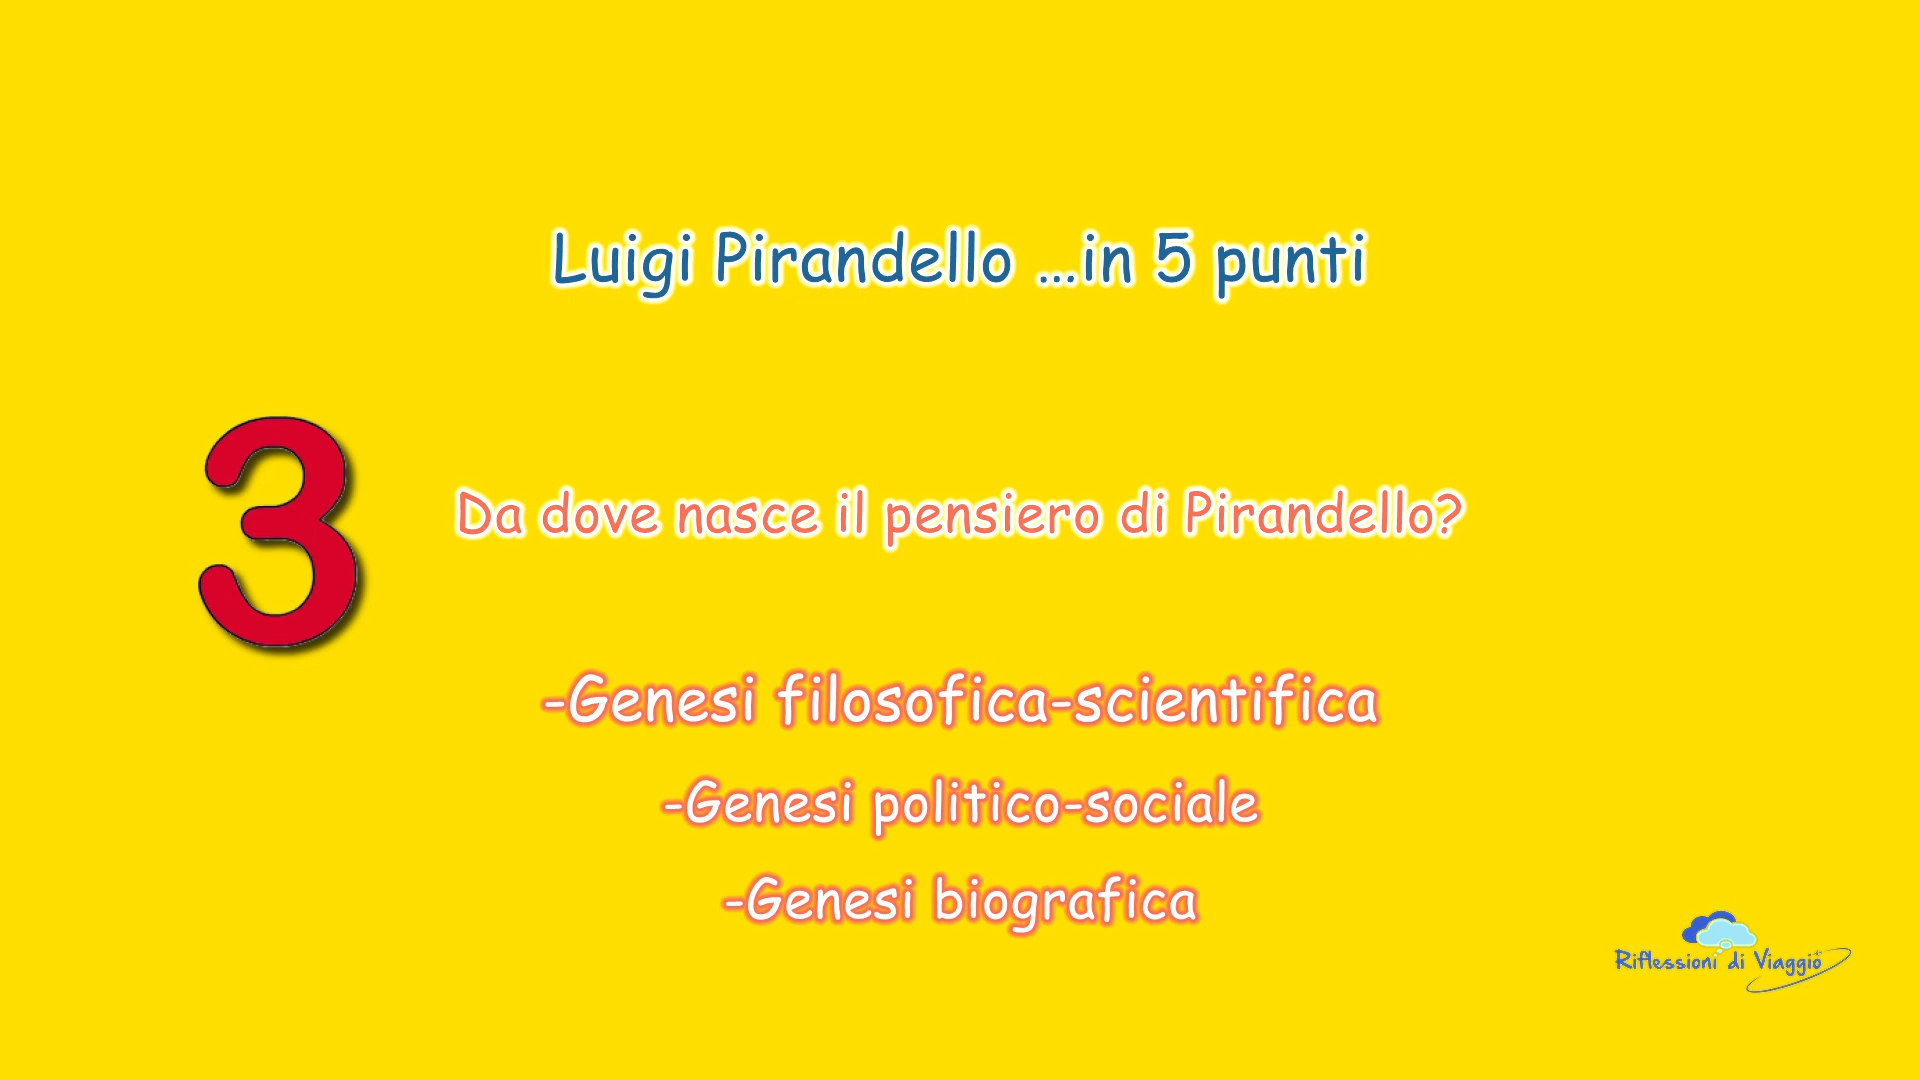 Luigi Pirandello ...in 5 punti
3
Da dove nasce il pensiero di Pirandello?
-Genesi filosofica-scientifica
-Genesi politico-sociale
-Genesi biografica
Riflessioni di Viaggio